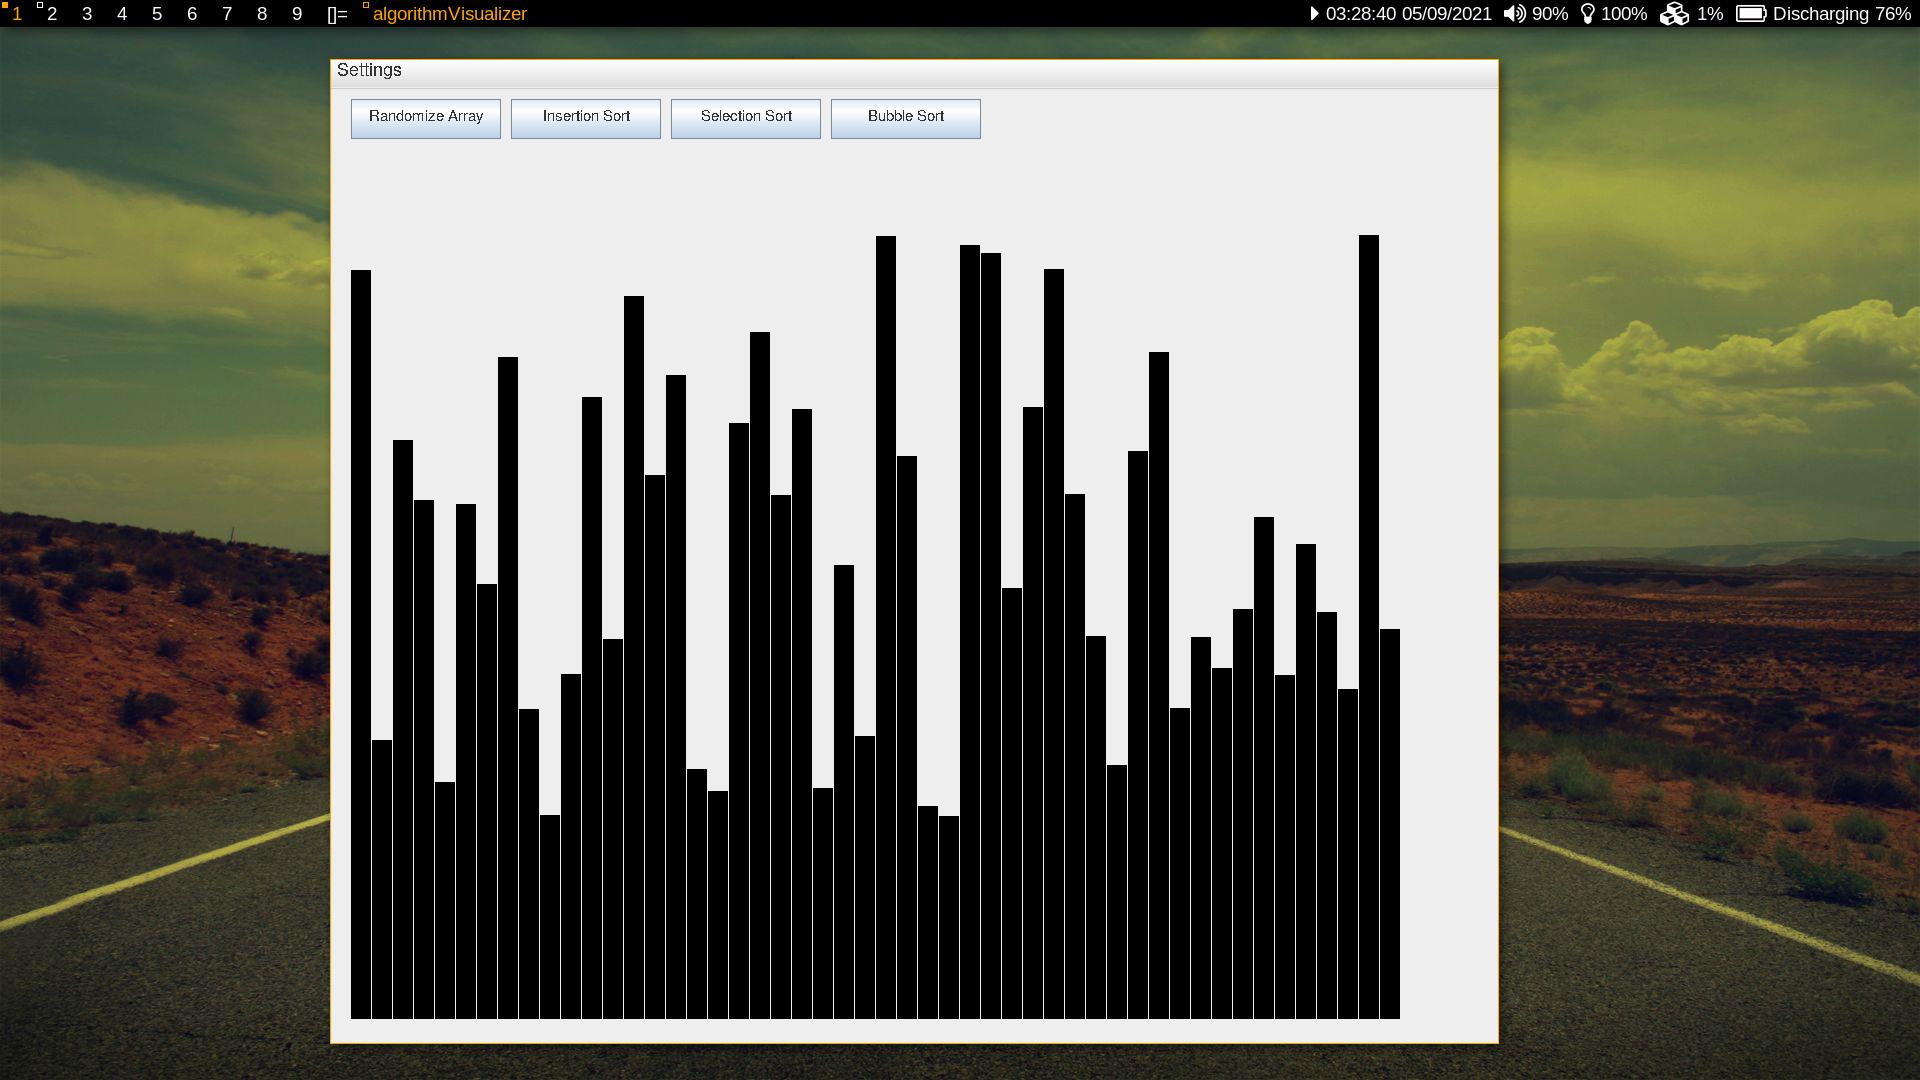 1 2 3 4 5 6 7 8 9 []= algorithmVisualizer 03:28:40 05/09/2021 90% 100% 1% Discharging 76%
Settings
Randomize Array Insertion Sort Selection Sort Bubble Sort